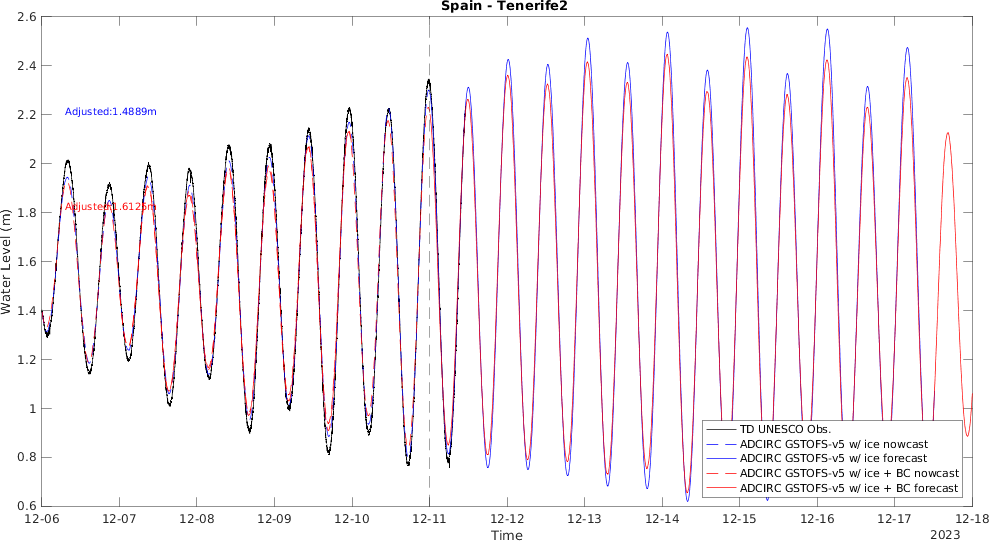 Spain - Tenerife2
2.6
2.4
2.2
2
1.8
1.6
1.4
1.2
1
0.8
0.6
Water Level (m)
Adjusted:1.4889m
Adjusted:1.6125m
TD UNESCO Obs.
ADCIRC GSTOFS-v5 w/ ice nowcast
ADCIRC GSTOFS-v5 w/ ice forecast
ADCIRC GSTOFS-v5 w/ ice + BC nowcast
ADCIRC GSTOFS-v5 w/ ice + BC forecast
12-06 12-07 12-08 12-09 12-10 12-11 12-12 12-13 12-14 12-15 12-16 12-17 12-18
Time
2023